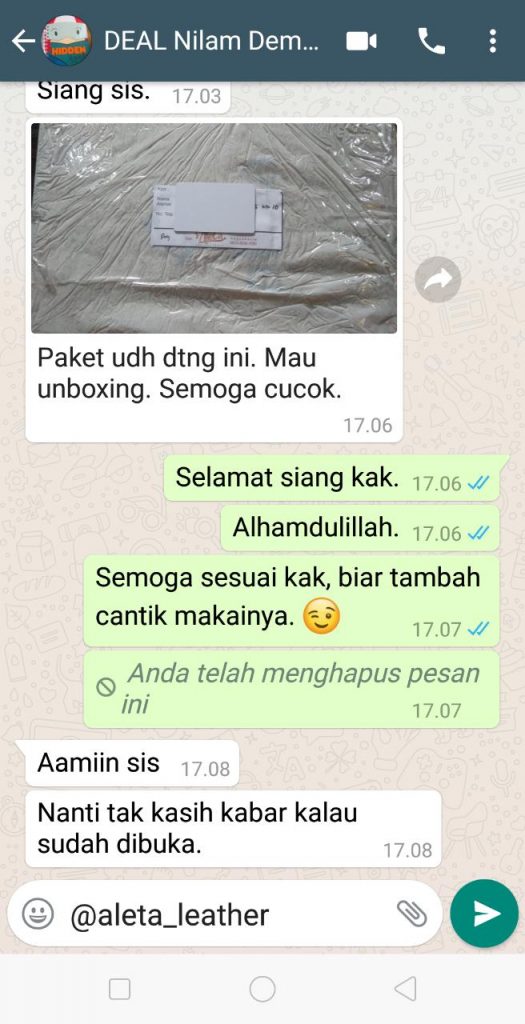 HIDDEN
DEAL Nilam Dem...
Siang sis. 17.03
Paket udh dtng ini. Mau
unboxing. Semoga cucok.
17.06
Selamat siang kak. 17.06
Alhamdulillah. 17.06
Semoga sesuai kak, biar tambah
cantik makainya. 😉
17.07
Anda telah menghapus pesan
ini 17.07
Aamiin sis 17.08
Nanti tak kasih kabar kalau
sudah dibuka. 17.08
@aleta_leather